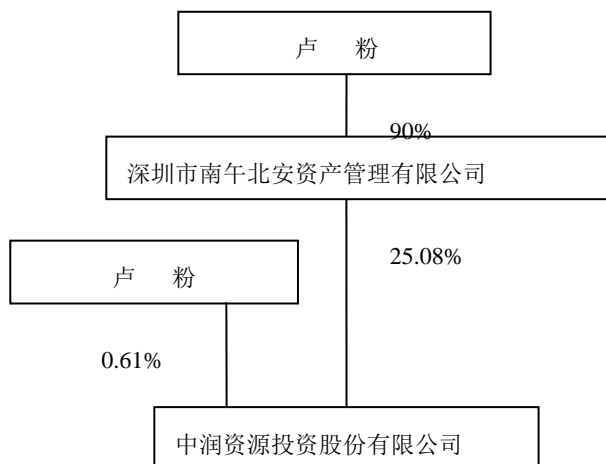 卢 粉
90%
深圳市南午北安资产管理有限公司
25.08%
卢 粉
0.61%
中润资源投资股份有限公司